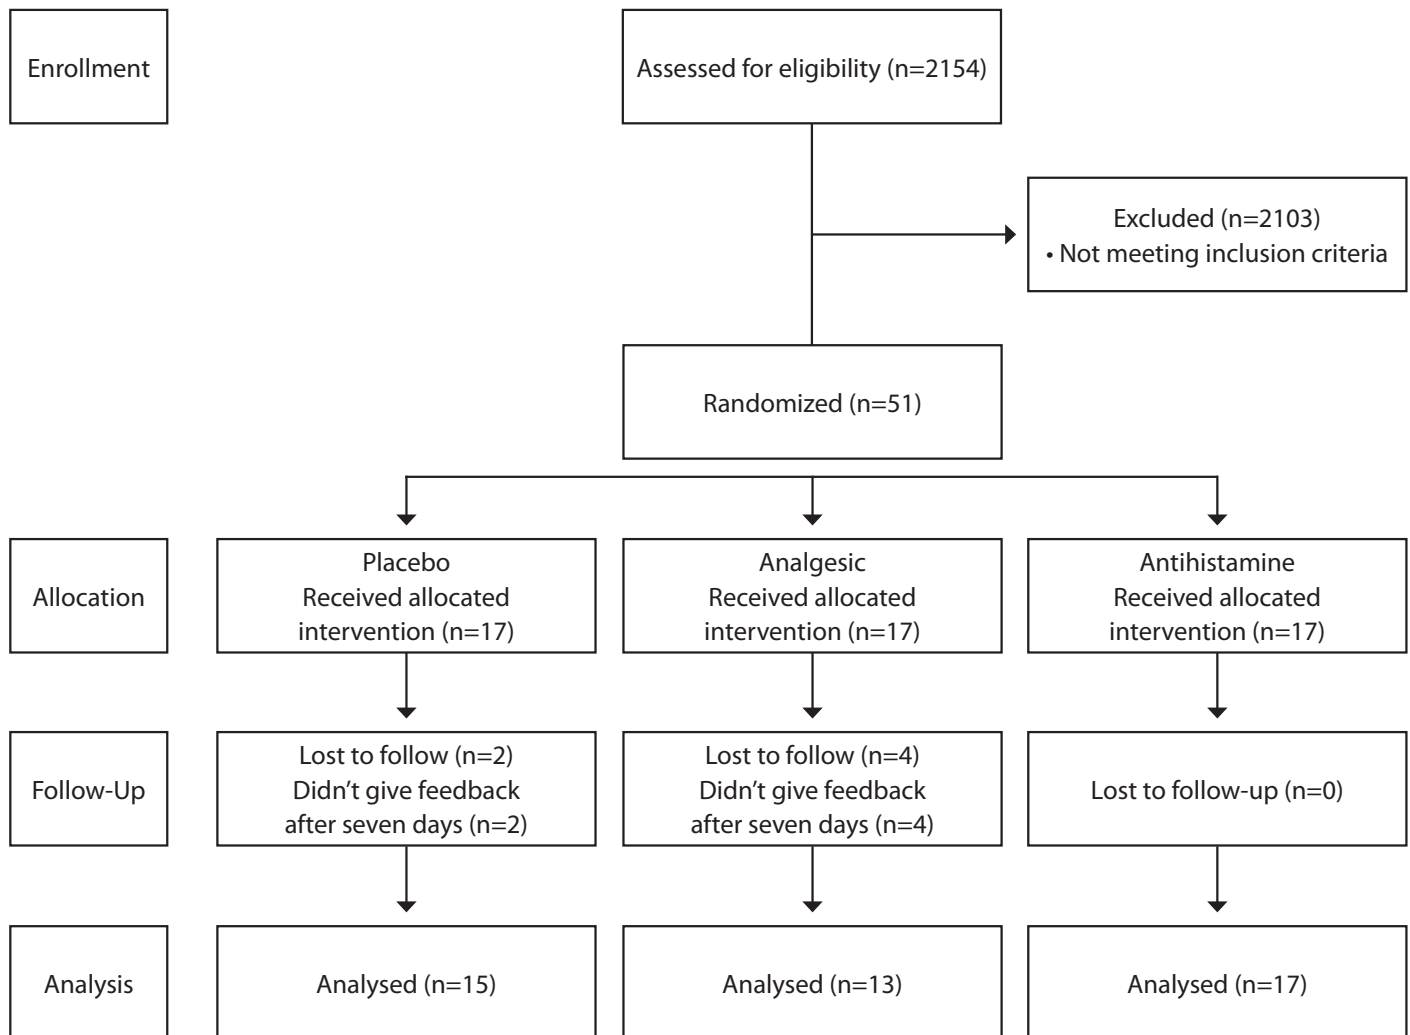 Enrollment
Assessed for eligibility (n=2154)
Excluded (n=2103)
• Not meeting inclusion criteria
Randomized (n=51)
Allocation
Placebo
Received allocated
intervention (n=17)
Analgesic
Received allocated
intervention (n=17)
Antihistamine
Received allocated
intervention (n=17)
Follow-Up
Lost to follow (n=2)
Didn’t give feedback
after seven days (n=2)
Lost to follow (n=4)
Didn’t give feedback
after seven days (n=4)
Lost to follow-up (n=0)
Analysis
Analysed (n=15)
Analysed (n=13)
Analysed (n=17)